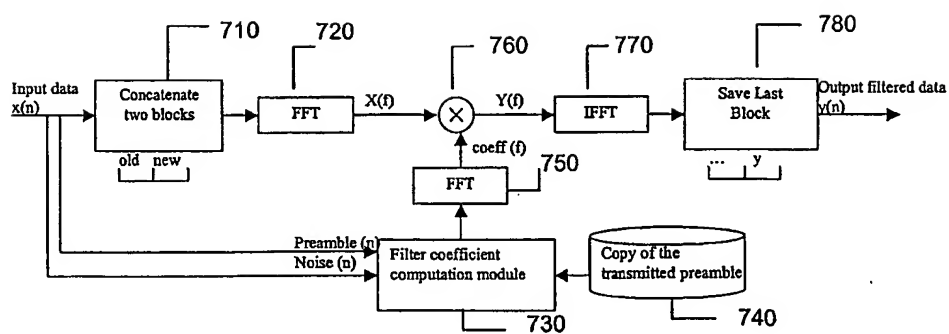 710
720
760
770
780
Input data
x(n)
Concatenate
two blocks
FFT
X(f)
Y(f)
IFFT
Save Last
Block
Output filtered data
y(n)
old new
coeff (f)
750
FFT
... y
Preamble (n)
Noise (n)
Filter coefficient
computation module
Copy of the
transmitted preamble
730
740